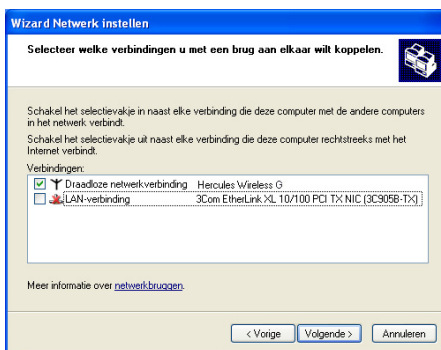 Wizard Netwerk instellen
Selecteer welke verbindingen u met een brug aan elkaar wilt koppelen.
Schakel het selectievakje in naast elke verbinding die deze computer met de andere computers
in het netwerk verbindt.
Schakel het selectievakje uit naast elke verbinding die deze computer rechtstreeks met het
Internet verbindt.
Verbindingen:
Draadloze netwerkverbinding Hercules Wireless G
LAN-verbinding 3Com EtherLink XL 10/100 PCI TX NIC (3C905B-TX)
Meer informatie over netwerkbruggen.
< Vorige Volgende > Annuleren